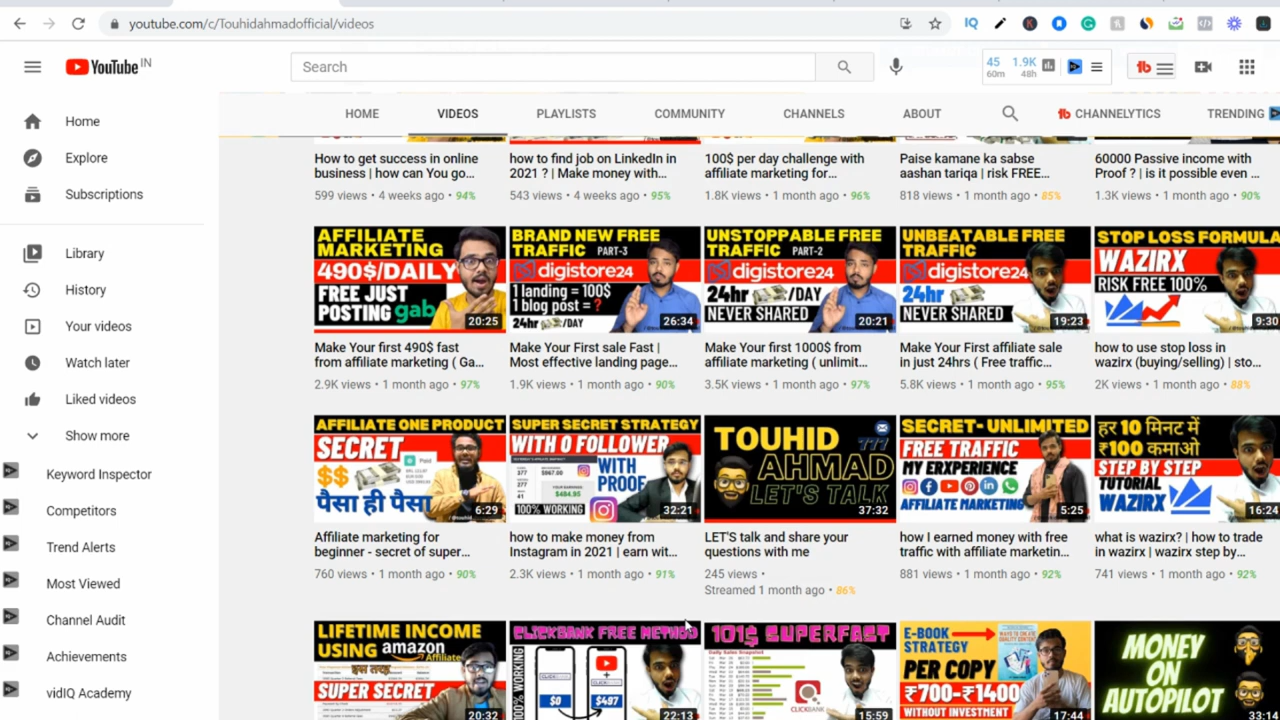 youtube.com/c/Touhidahmadofficial/videos
IQ
YouTube IN
Search
45 1.9K
60m 48h
HOME VIDEOS PLAYLISTS COMMUNITY CHANNELS ABOUT CHANNELYTICS TRENDING
Home
Explore
Subscriptions
Library
History
Your videos
Watch later
Liked videos
Show more
Keyword Inspector
Competitors
Trend Alerts
Most Viewed
Channel Audit
Achievements
vidIQ Academy
How to get success in online
business | how can You go...
599 views • 4 weeks ago • 94%
how to find job on LinkedIn in
2021 ? | Make money with...
543 views • 4 weeks ago • 95%
100$ per day challenge with
affiliate marketing for...
1.8K views • 1 month ago • 96%
Paise kamane ka sabse
aashan tariqa | risk FREE...
818 views • 1 month ago • 85%
60000 Passive income with
Proof ? | is it possible even ...
1.3K views • 1 month ago • 90%
AFFILIATE
MARKETING
490$/DAILY
FREE JUST
POSTING gab
20:25
Make Your first 490$ fast
from affiliate marketing ( Ga...
2.9K views • 1 month ago • 97%
BRAND NEW FREE
TRAFFIC PART-3
digistore24
1 landing = 100$
1 blog post = ?
24hr /DAY
26:34
Make Your First sale Fast |
Most effective landing page...
1.9K views • 1 month ago • 90%
UNSTOPPABLE FREE
TRAFFIC PART-2
digistore24
24hr /DAY
NEVER SHARED
20:21
Make Your first 1000$ from
affiliate marketing ( unlimit...
3.5K views • 1 month ago • 97%
UNBEATABLE FREE
TRAFFIC
digistore24
24hr
NEVER SHARED
19:23
Make Your First affiliate sale
in just 24hrs ( Free traffic...
5.8K views • 1 month ago • 95%
STOP LOSS FORMULA
WAZIRX
RISK FREE 100%
9:30
how to use stop loss in
wazirx (buying/selling) | sto...
2K views • 1 month ago • 88%
AFFILIATE ONE PRODUCT
SECRET
$$
पैसा ही पैसा
6:29
Affiliate marketing for
beginner - secret of super...
760 views • 1 month ago • 90%
SUPER SECRET STRATEGY
WITH 0 FOLLOWER
WITH
PROOF
$484.95
100% WORKING
32:21
how to make money from
Instagram in 2021 | earn wit...
2.3K views • 1 month ago • 91%
TOUHID 777
AHMAD
LET'S TALK
37:32
LET'S talk and share your
questions with me
245 views •
Streamed 1 month ago • 86%
SECRET- UNLIMITED
FREE TRAFFIC
MY ERXPERIENCE
AFFILIATE MARKETING
5:25
how I earned money with free
traffic with affiliate marketin...
881 views • 1 month ago • 92%
हर 10 मिनट में
₹100 कमाओ
STEP BY STEP
TUTORIAL
WAZIRX
16:24
what is wazirx? | how to trade
in wazirx | wazirx step by...
741 views • 1 month ago • 92%
LIFETIME INCOME
USING amazon
Affiliate
इस तरह
SUPER SECRET
20:32
CLICKBANK FREE METHOD
100% WORKING
$0 $497
22:13
101$ SUPERFAST
Daily Sales Snapshot
CLICKBANK
15:59
E-BOOK
STRATEGY
PER COPY
₹700-₹1400
WITHOUT INVESTMENT
17:44
MONEY
ON
AUTOPILOT
33:14